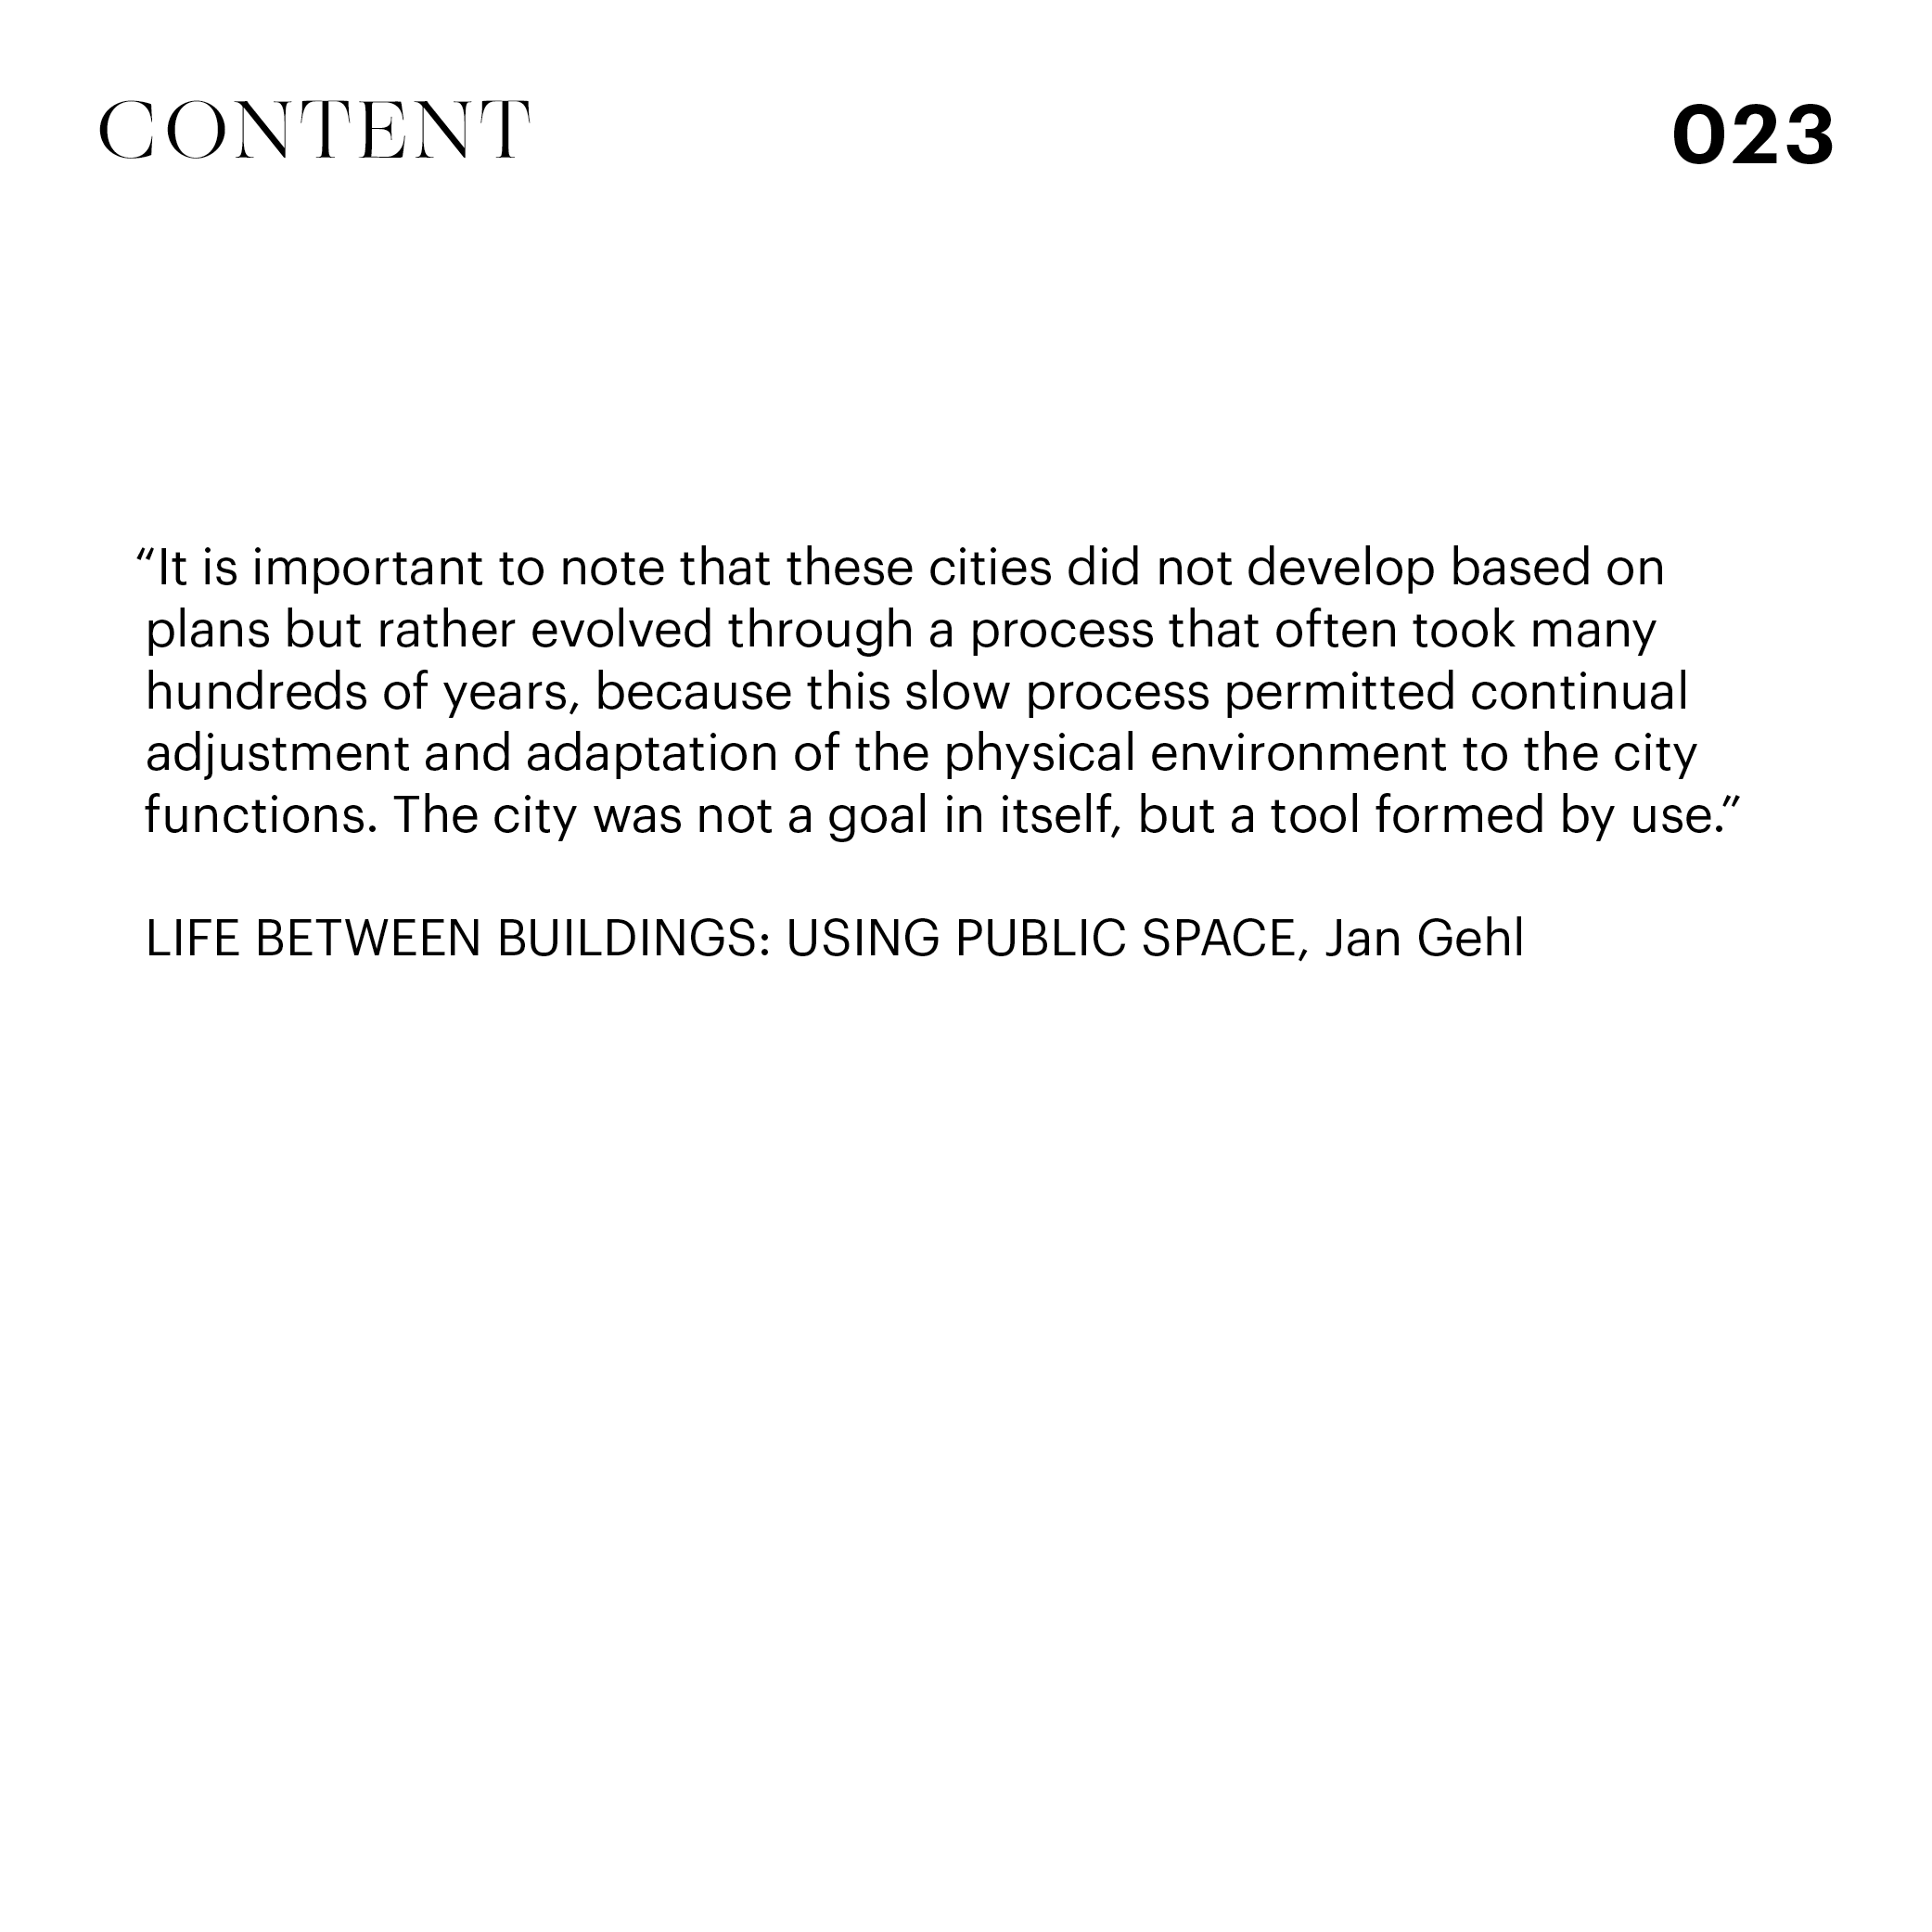 CONTENT
023
“It is important to note that these cities did not develop based on
plans but rather evolved through a process that often took many
hundreds of years, because this slow process permitted continual
adjustment and adaptation of the physical environment to the city
functions. The city was not a goal in itself, but a tool formed by use.”
LIFE BETWEEN BUILDINGS: USING PUBLIC SPACE, Jan Gehl